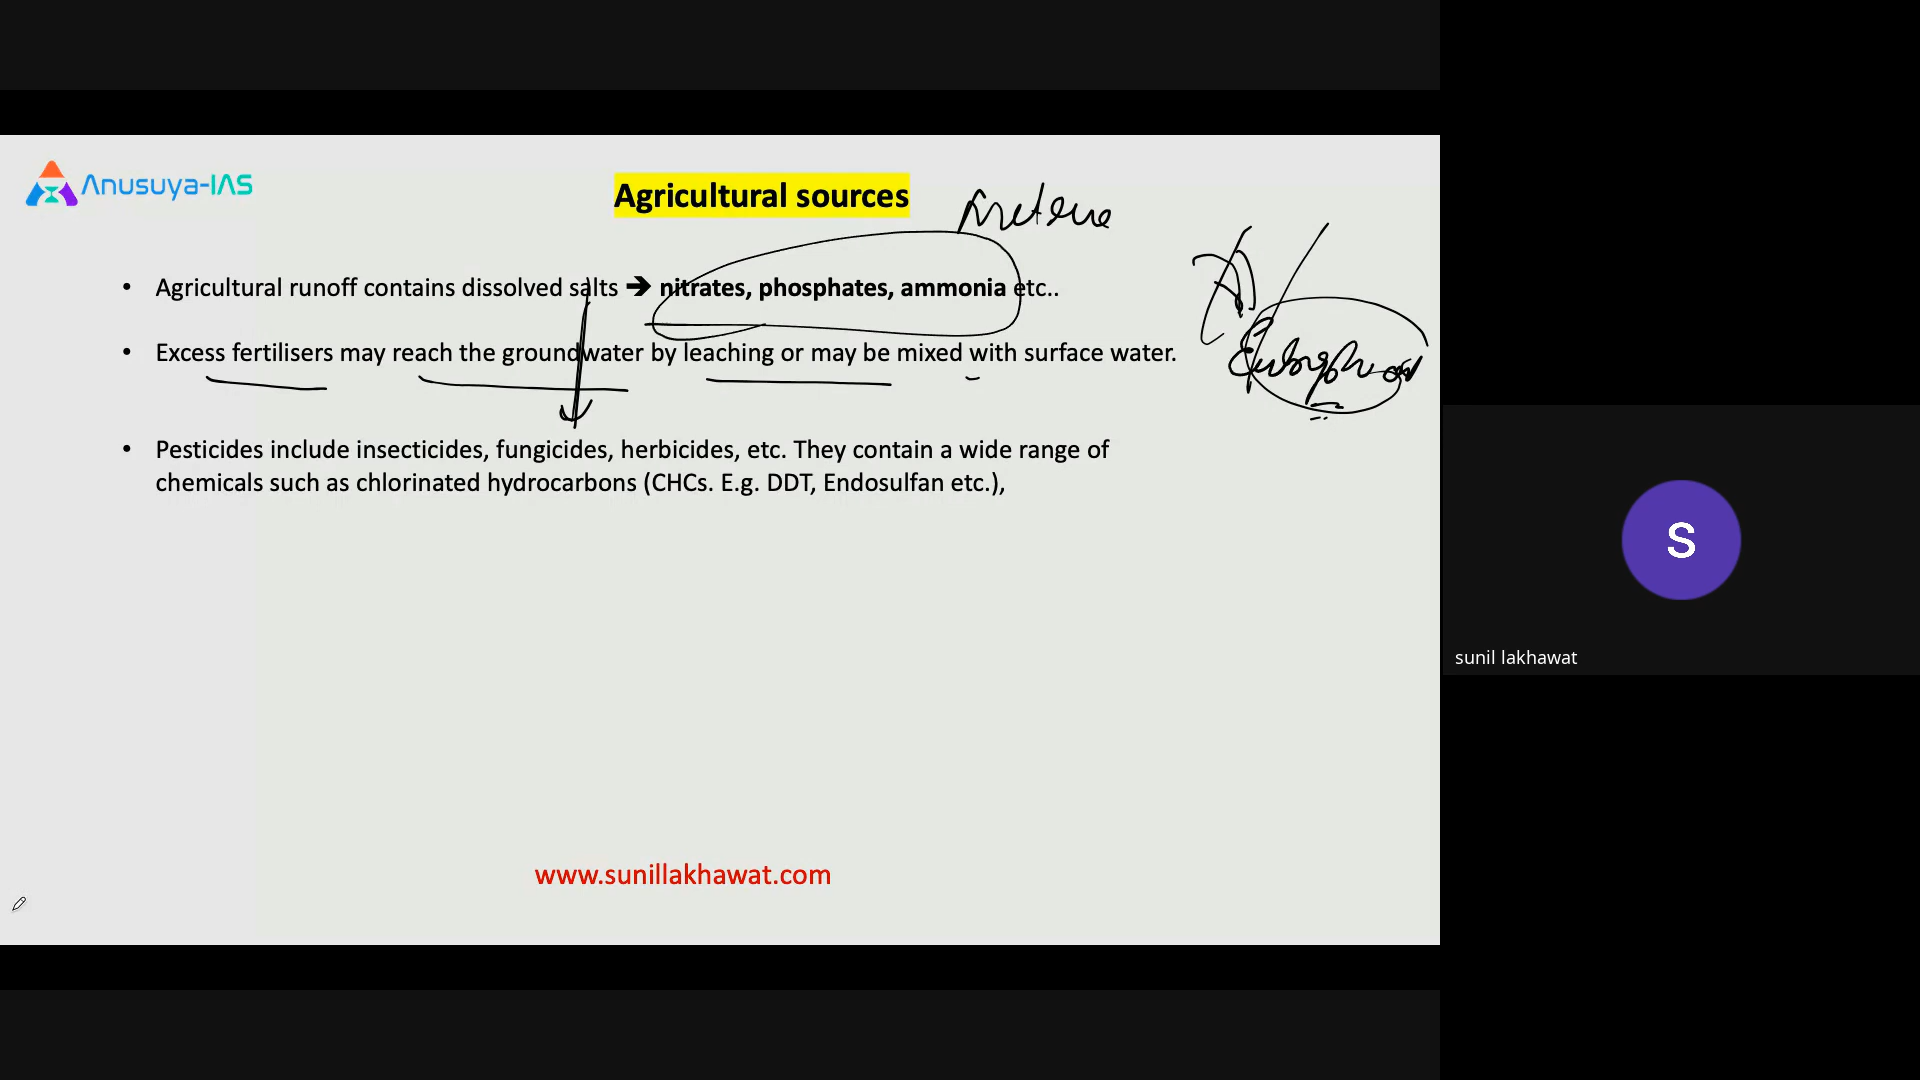 Anusuya-IAS
Agricultural sources
• Agricultural runoff contains dissolved salts ➔ nitrates, phosphates, ammonia etc..
• Excess fertilisers may reach the groundwater by leaching or may be mixed with surface water.
• Pesticides include insecticides, fungicides, herbicides, etc. They contain a wide range of
chemicals such as chlorinated hydrocarbons (CHCs. E.g. DDT, Endosulfan etc.),
www.sunillakhawat.com
S
sunil lakhawat